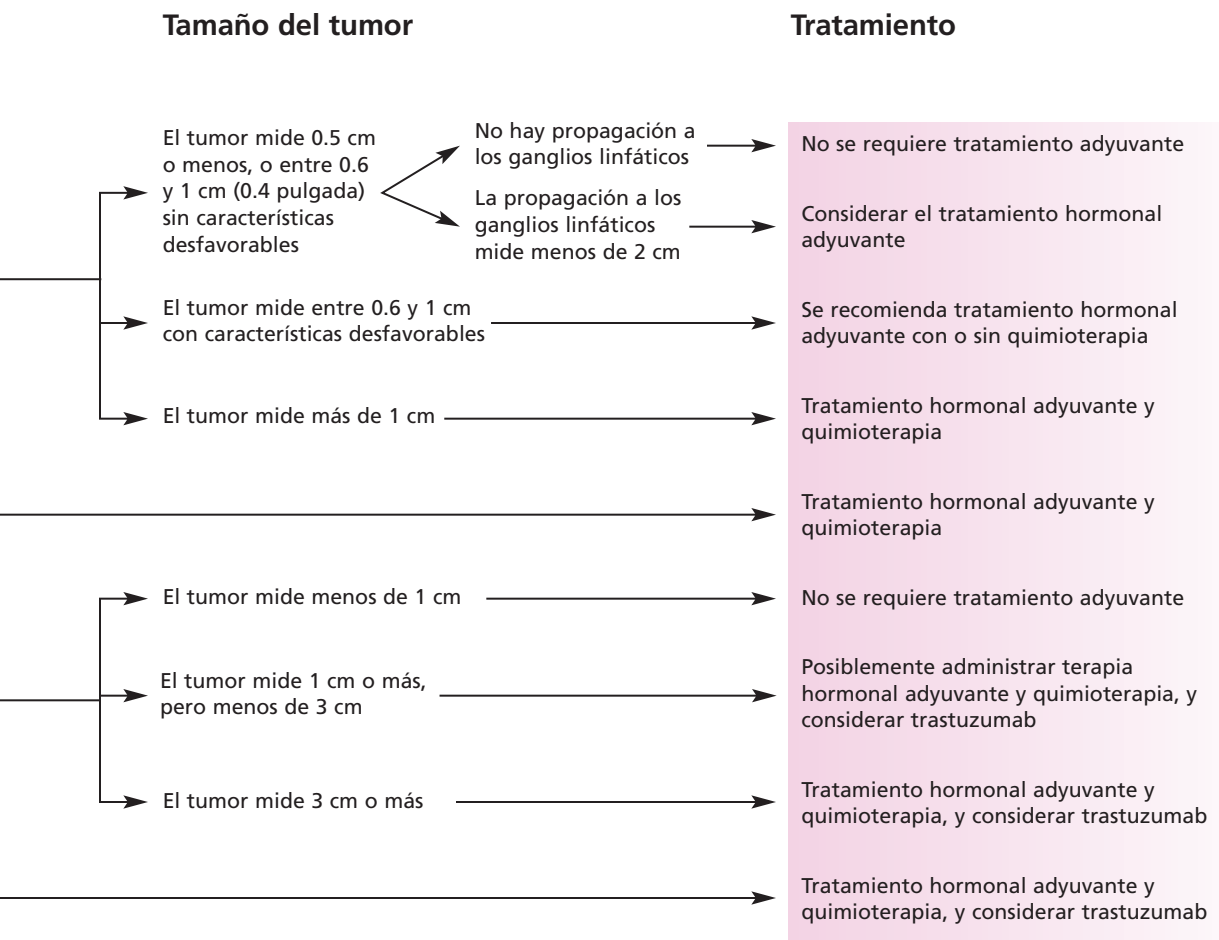 Tamaño del tumor
Tratamiento
El tumor mide 0.5 cm
o menos, o entre 0.6
y 1 cm (0.4 pulgada)
sin características
desfavorables
No hay propagación a
los ganglios linfáticos
No se requiere tratamiento adyuvante
La propagación a los
ganglios linfáticos
mide menos de 2 cm
Considerar el tratamiento hormonal
adyuvante
El tumor mide entre 0.6 y 1 cm
con características desfavorables
Se recomienda tratamiento hormonal
adyuvante con o sin quimioterapia
El tumor mide más de 1 cm
Tratamiento hormonal adyuvante y
quimioterapia
Tratamiento hormonal adyuvante y
quimioterapia
El tumor mide menos de 1 cm
No se requiere tratamiento adyuvante
El tumor mide 1 cm o más,
pero menos de 3 cm
Posiblemente administrar terapia
hormonal adyuvante y quimioterapia, y
considerar trastuzumab
El tumor mide 3 cm o más
Tratamiento hormonal adyuvante y
quimioterapia, y considerar trastuzumab
Tratamiento hormonal adyuvante y
quimioterapia, y considerar trastuzumab